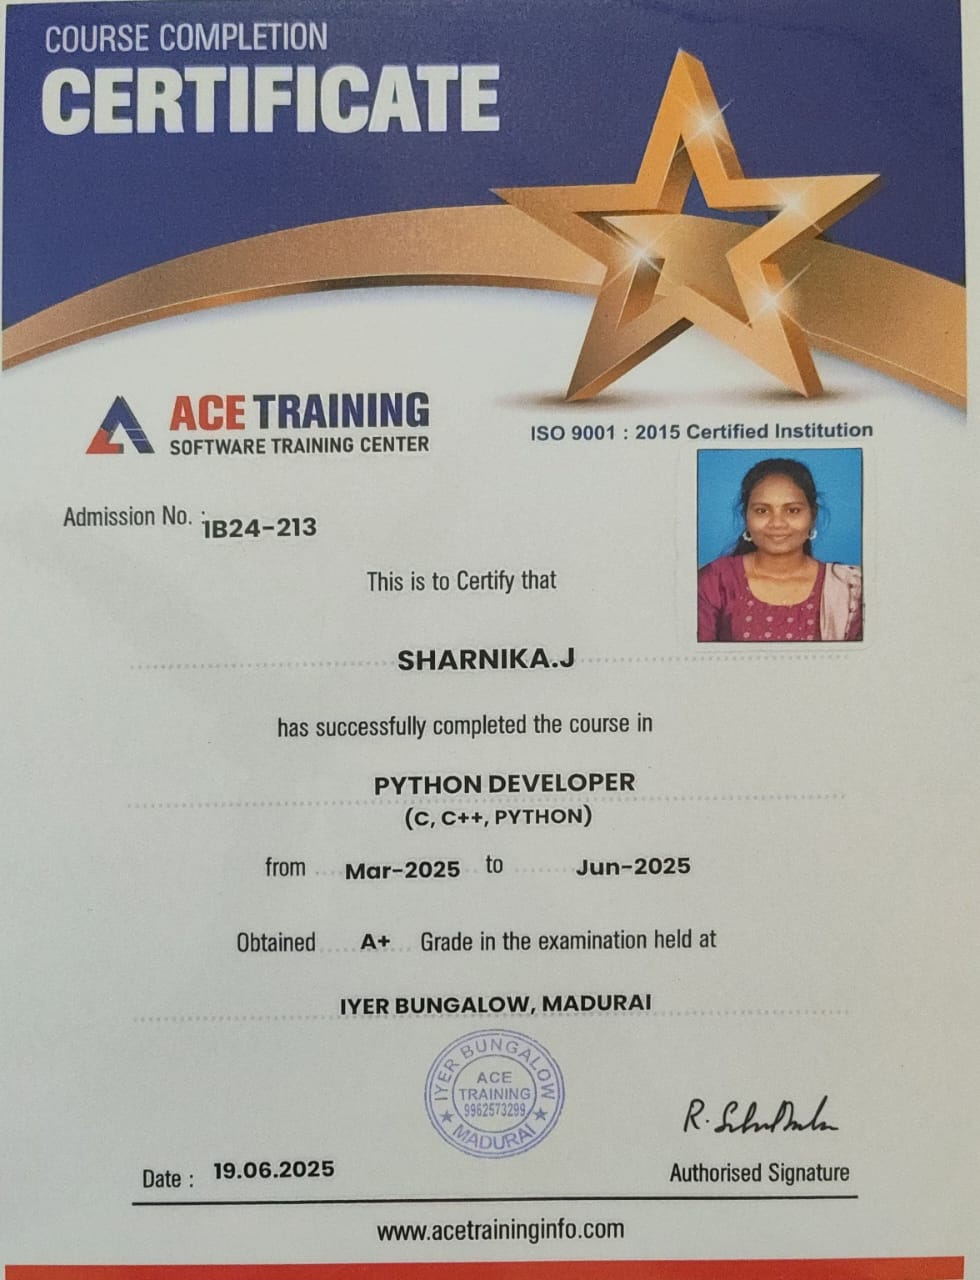 COURSE COMPLETION
CERTIFICATE
ACE TRAINING
SOFTWARE TRAINING CENTER
ISO 9001 : 2015 Certified Institution
Admission No. : IB24-213
This is to Certify that
SHARNIKA.J
has successfully completed the course in
PYTHON DEVELOPER
(C, C++, PYTHON)
from Mar-2025 to Jun-2025
Obtained A+ Grade in the examination held at
IYER BUNGALOW, MADURAI
IYER BUNGALOW
ACE
TRAINING
9962573299
MADURAI
R.
Date : 19.06.2025
Authorised Signature
www.acetraininginfo.com